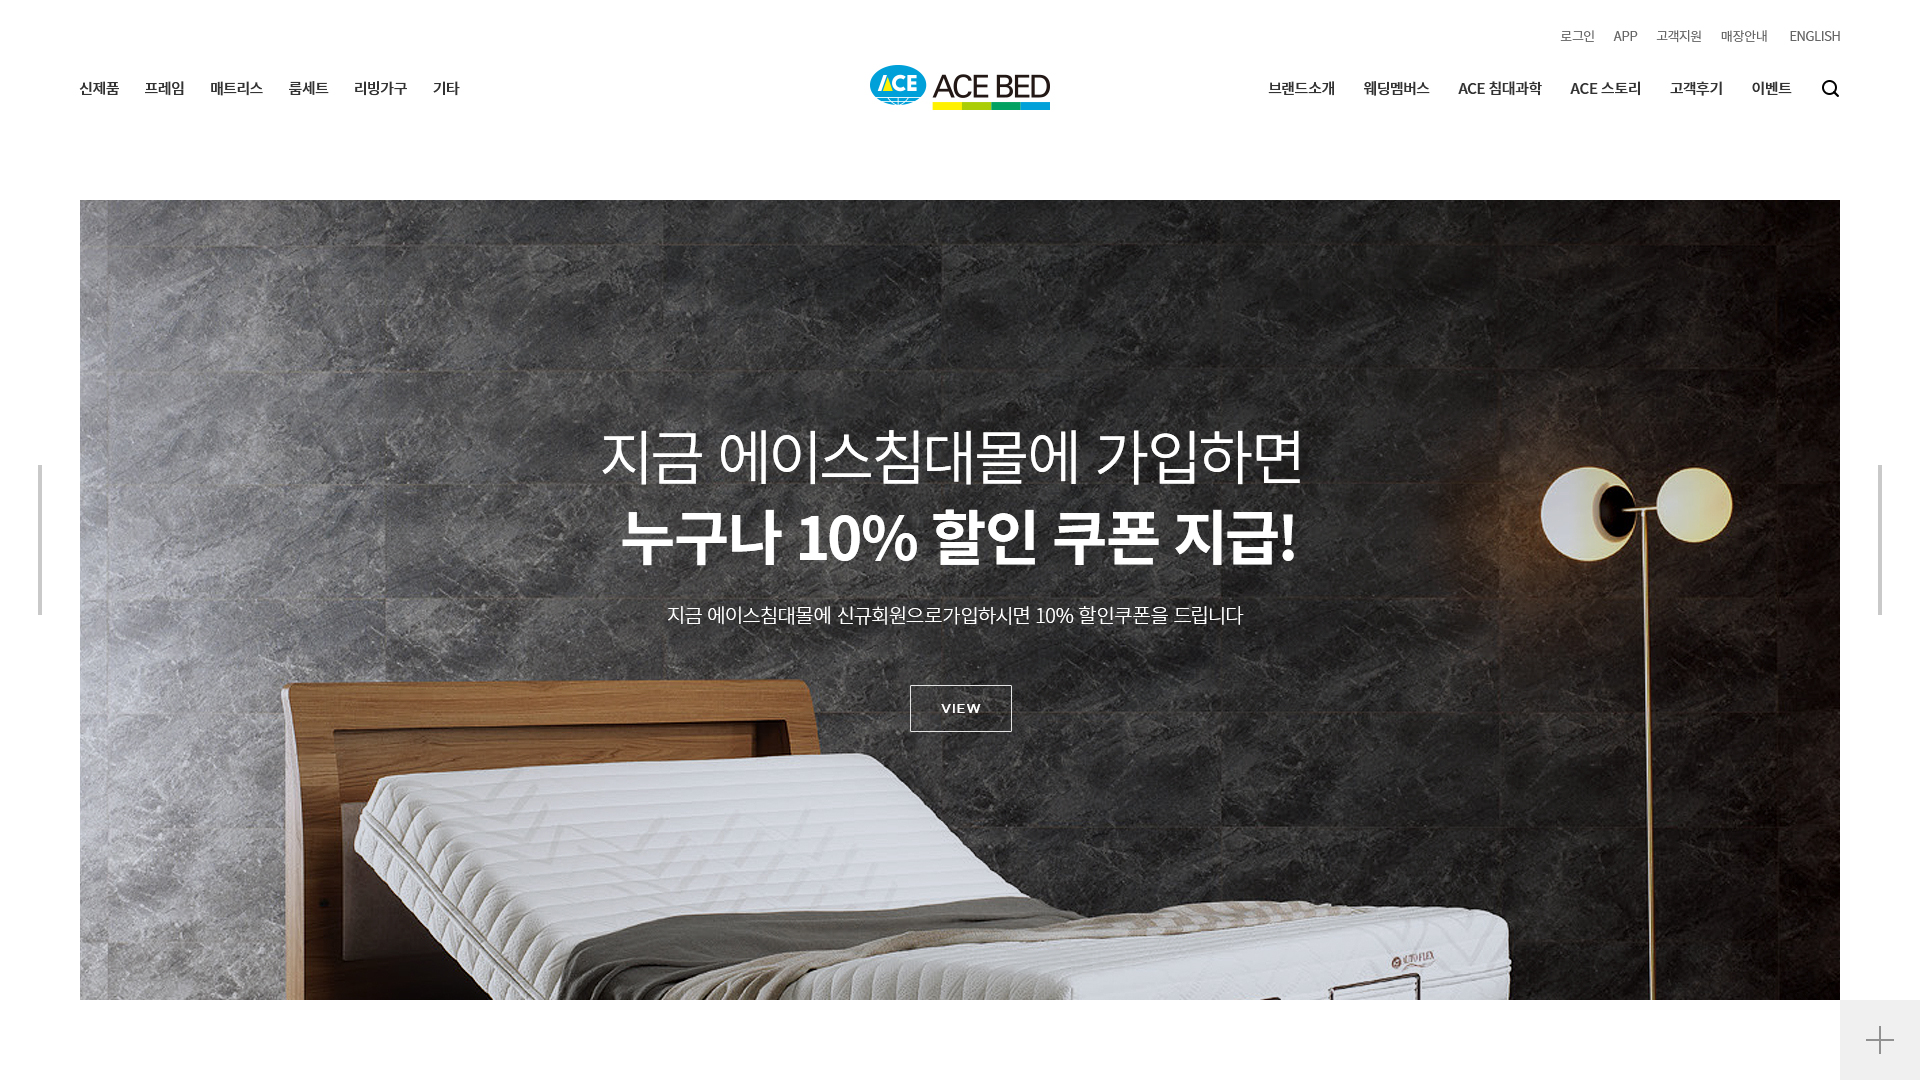 로그인 APP 고객지원 매장안내 ENGLISH
신제품 프레임 매트리스 룸세트 리빙가구 기타
ACE ACE BED
브랜드소개 웨딩멤버스 ACE 침대과학 ACE 스토리 고객후기 이벤트
지금 에이스침대몰에 가입하면
누구나 10% 할인 쿠폰 지급!
지금 에이스침대몰에 신규회원으로가입하시면 10% 할인쿠폰을 드립니다
VIEW
AUTO FLEX